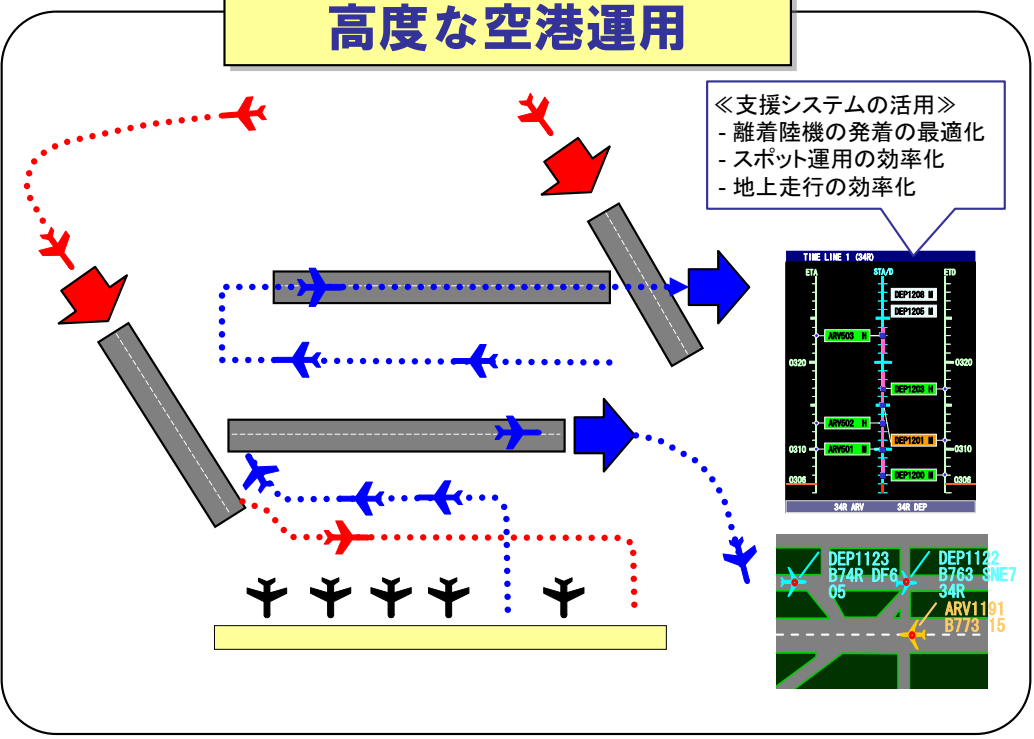 高度な空港運用
≪支援システムの活用≫
- 離着陸機の発着の最適化
- スポット運用の効率化
- 地上走行の効率化
TIME LINE 1 (34R)
ETA
STA/D
ETD
DEP1208 M
DEP1205 M
ARV503 H
0320
0320
DEP1203 H
ARV502 H
DEP1201 M
0310
ARV501 M
0310
DEP1200 M
0306
0306
34R ARV
34R DEP
DEP1123
B74R DF6
05
DEP1122
B763 SNE7
34R
ARV1191
B773 15